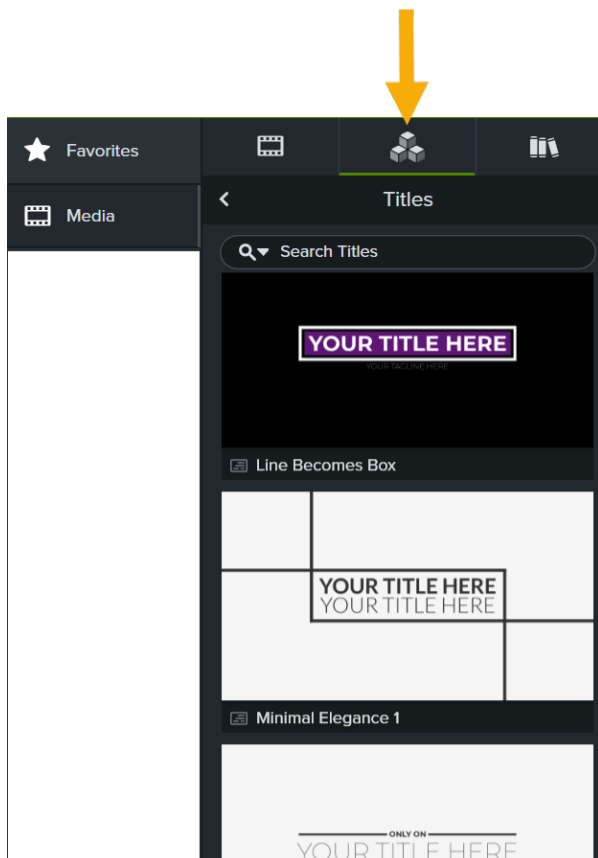 Favorites
Media
Titles
Search Titles
YOUR TITLE HERE
YOUR TAGLINE HERE
Line Becomes Box
YOUR TITLE HERE
YOUR TITLE HERE
Minimal Elegance 1
ONLY ON
YOUR TITLE HERE